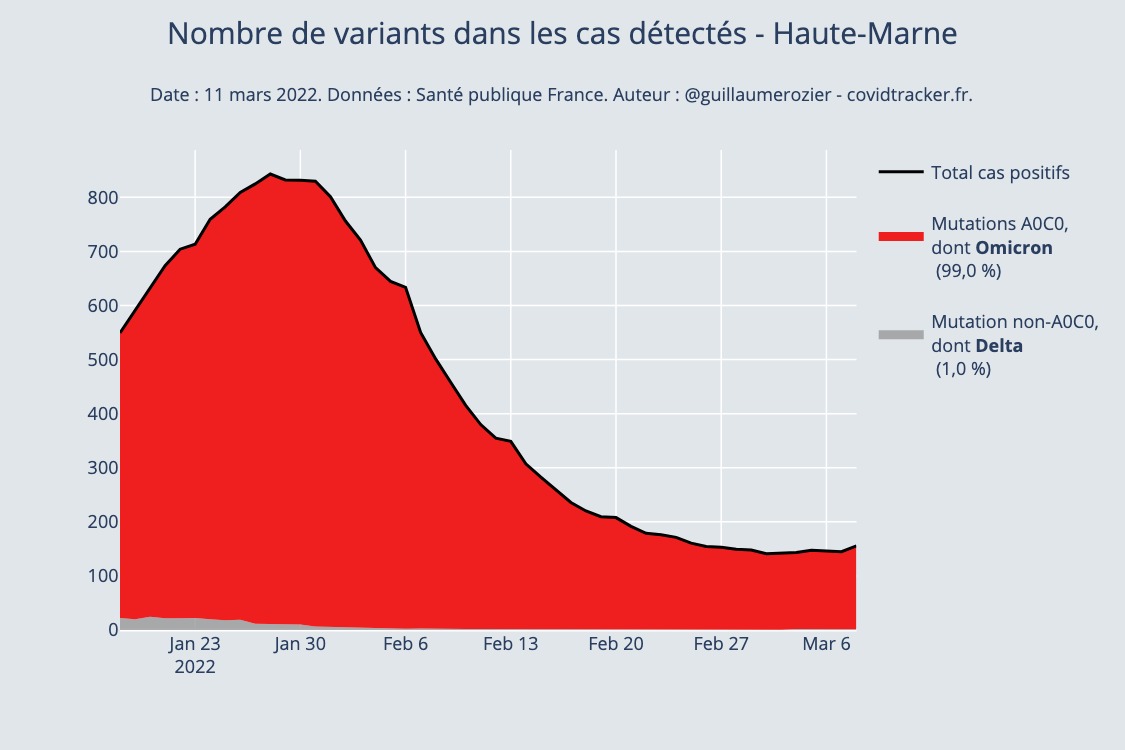 Nombre de variants dans les cas détectés - Haute-Marne
Date : 11 mars 2022. Données : Santé publique France. Auteur : @guillaumerozier - covidtracker.fr.
Total cas positifs
Mutations A0C0,
dont Omicron
(99,0 %)
Mutation non-A0C0,
dont Delta
(1,0 %)
800
700
600
500
400
300
200
100
0
Jan 23
2022
Jan 30
Feb 6
Feb 13
Feb 20
Feb 27
Mar 6